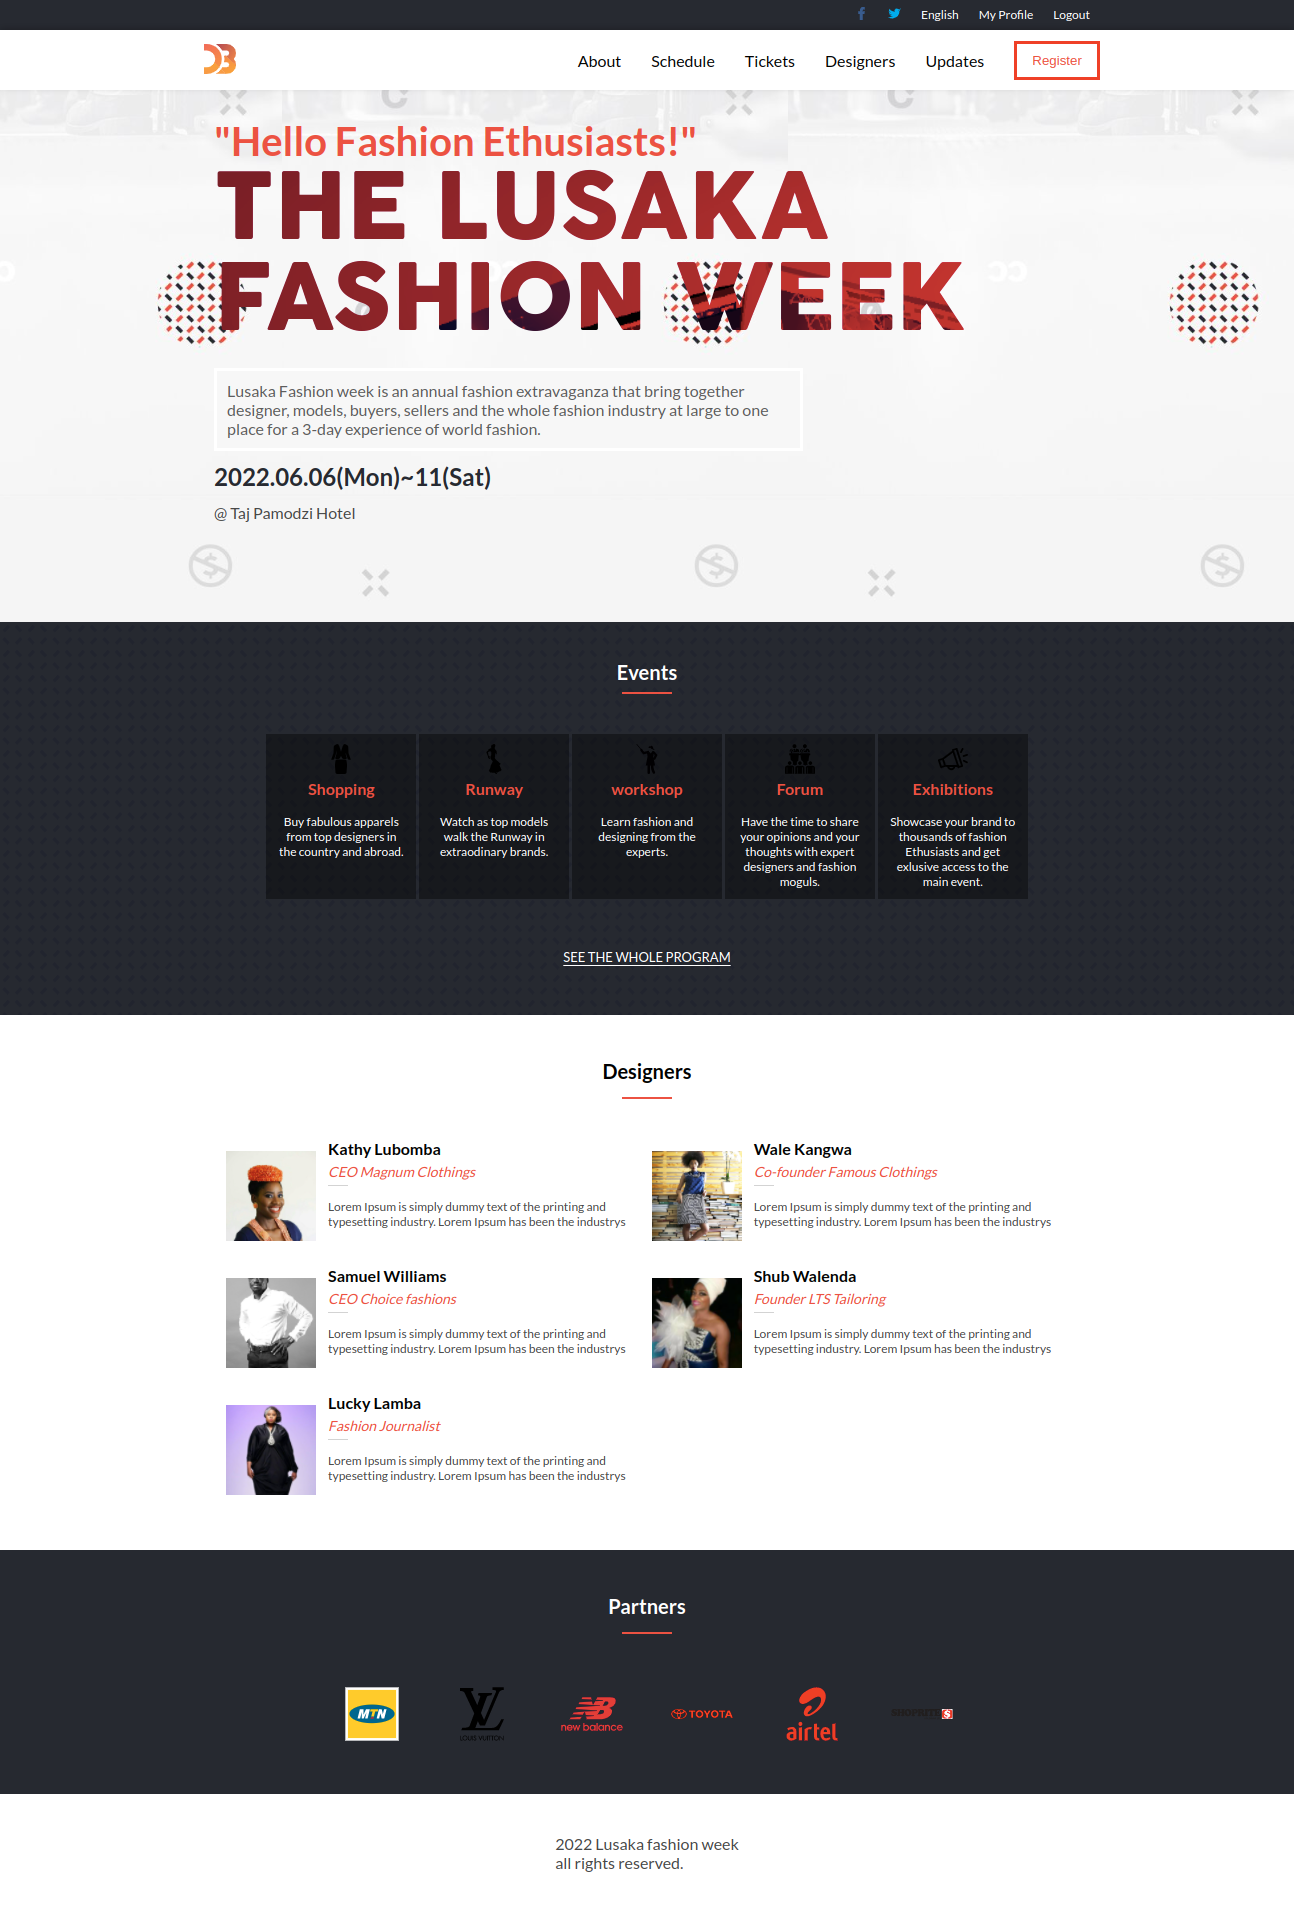 English My Profile Logout
DB
About Schedule Tickets Designers Updates Register
"Hello Fashion Ethusiasts!"
THE LUSAKA
FASHION WEEK
Lusaka Fashion week is an annual fashion extravaganza that bring together
designer, models, buyers, sellers and the whole fashion industry at large to one
place for a 3-day experience of world fashion.
2022.06.06(Mon)~11(Sat)
@ Taj Pamodzi Hotel
Events
Shopping
Buy fabulous apparels
from top designers in
the country and abroad.
Runway
Watch as top models
walk the Runway in
extraodinary brands.
workshop
Learn fashion and
designing from the
experts.
Forum
Have the time to share
your opinions and your
thoughts with expert
designers and fashion
moguls.
Exhibitions
Showcase your brand to
thousands of fashion
Ethusiasts and get
exlusive access to the
main event.
SEE THE WHOLE PROGRAM
Designers
Kathy Lubomba
CEO Magnum Clothings
Lorem Ipsum is simply dummy text of the printing and
typesetting industry. Lorem Ipsum has been the industrys
Wale Kangwa
Co-founder Famous Clothings
Lorem Ipsum is simply dummy text of the printing and
typesetting industry. Lorem Ipsum has been the industrys
Samuel Williams
CEO Choice fashions
Lorem Ipsum is simply dummy text of the printing and
typesetting industry. Lorem Ipsum has been the industrys
Shub Walenda
Founder LTS Tailoring
Lorem Ipsum is simply dummy text of the printing and
typesetting industry. Lorem Ipsum has been the industrys
Lucky Lamba
Fashion Journalist
Lorem Ipsum is simply dummy text of the printing and
typesetting industry. Lorem Ipsum has been the industrys
Partners
MTN
LV
LOUIS VUITTON
NB
new balance
TOYOTA
airtel
SHOPRITE S
2022 Lusaka fashion week
all rights reserved.